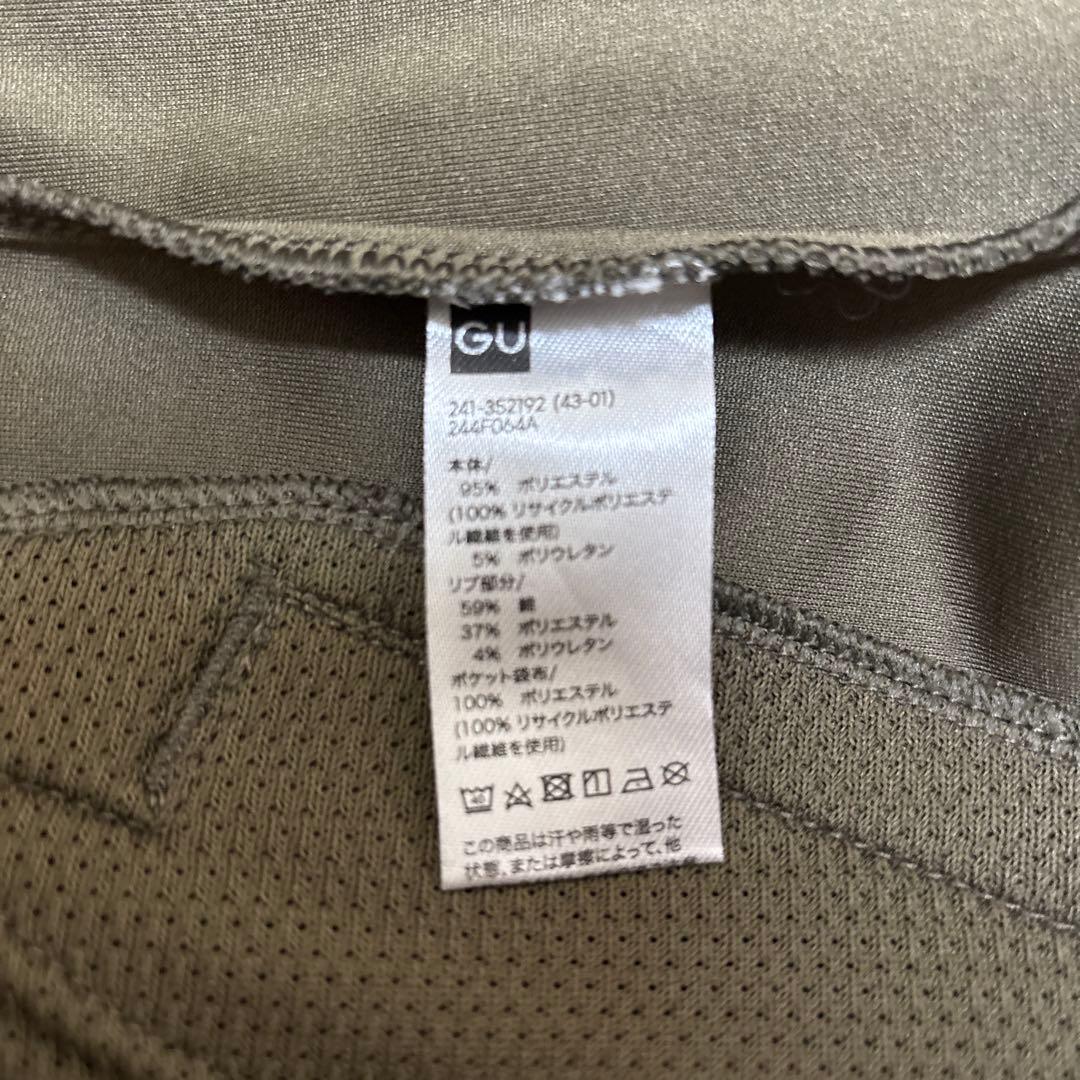 GU
241-352192 (43-01)
244F064A
本体/
95% ポリエステル
(100% リサイクルポリエステ
ル繊維を使用)
5% ポリウレタン
リブ部分/
59% 綿
37% ポリエステル
4% ポリウレタン
ポケット袋布/
100% ポリエステル
(100% リサイクルポリエステ
ル繊維を使用)
40
この商品は汗や雨等で湿った
状態、または摩擦によって、他